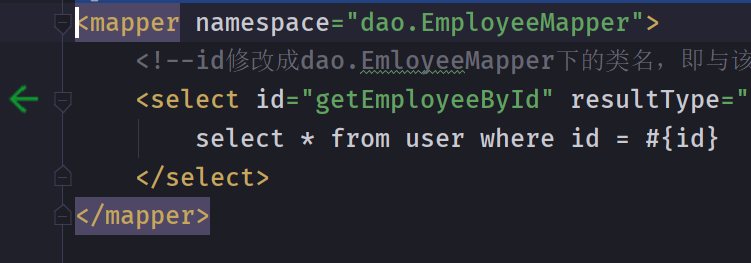 <mapper namespace="dao.EmployeeMapper">
<!--id修改成dao.EmloyeeMapper下的类名，即与该
<select id="getEmployeeById" resultType="
select * from user where id = #{id}
</select>
</mapper>